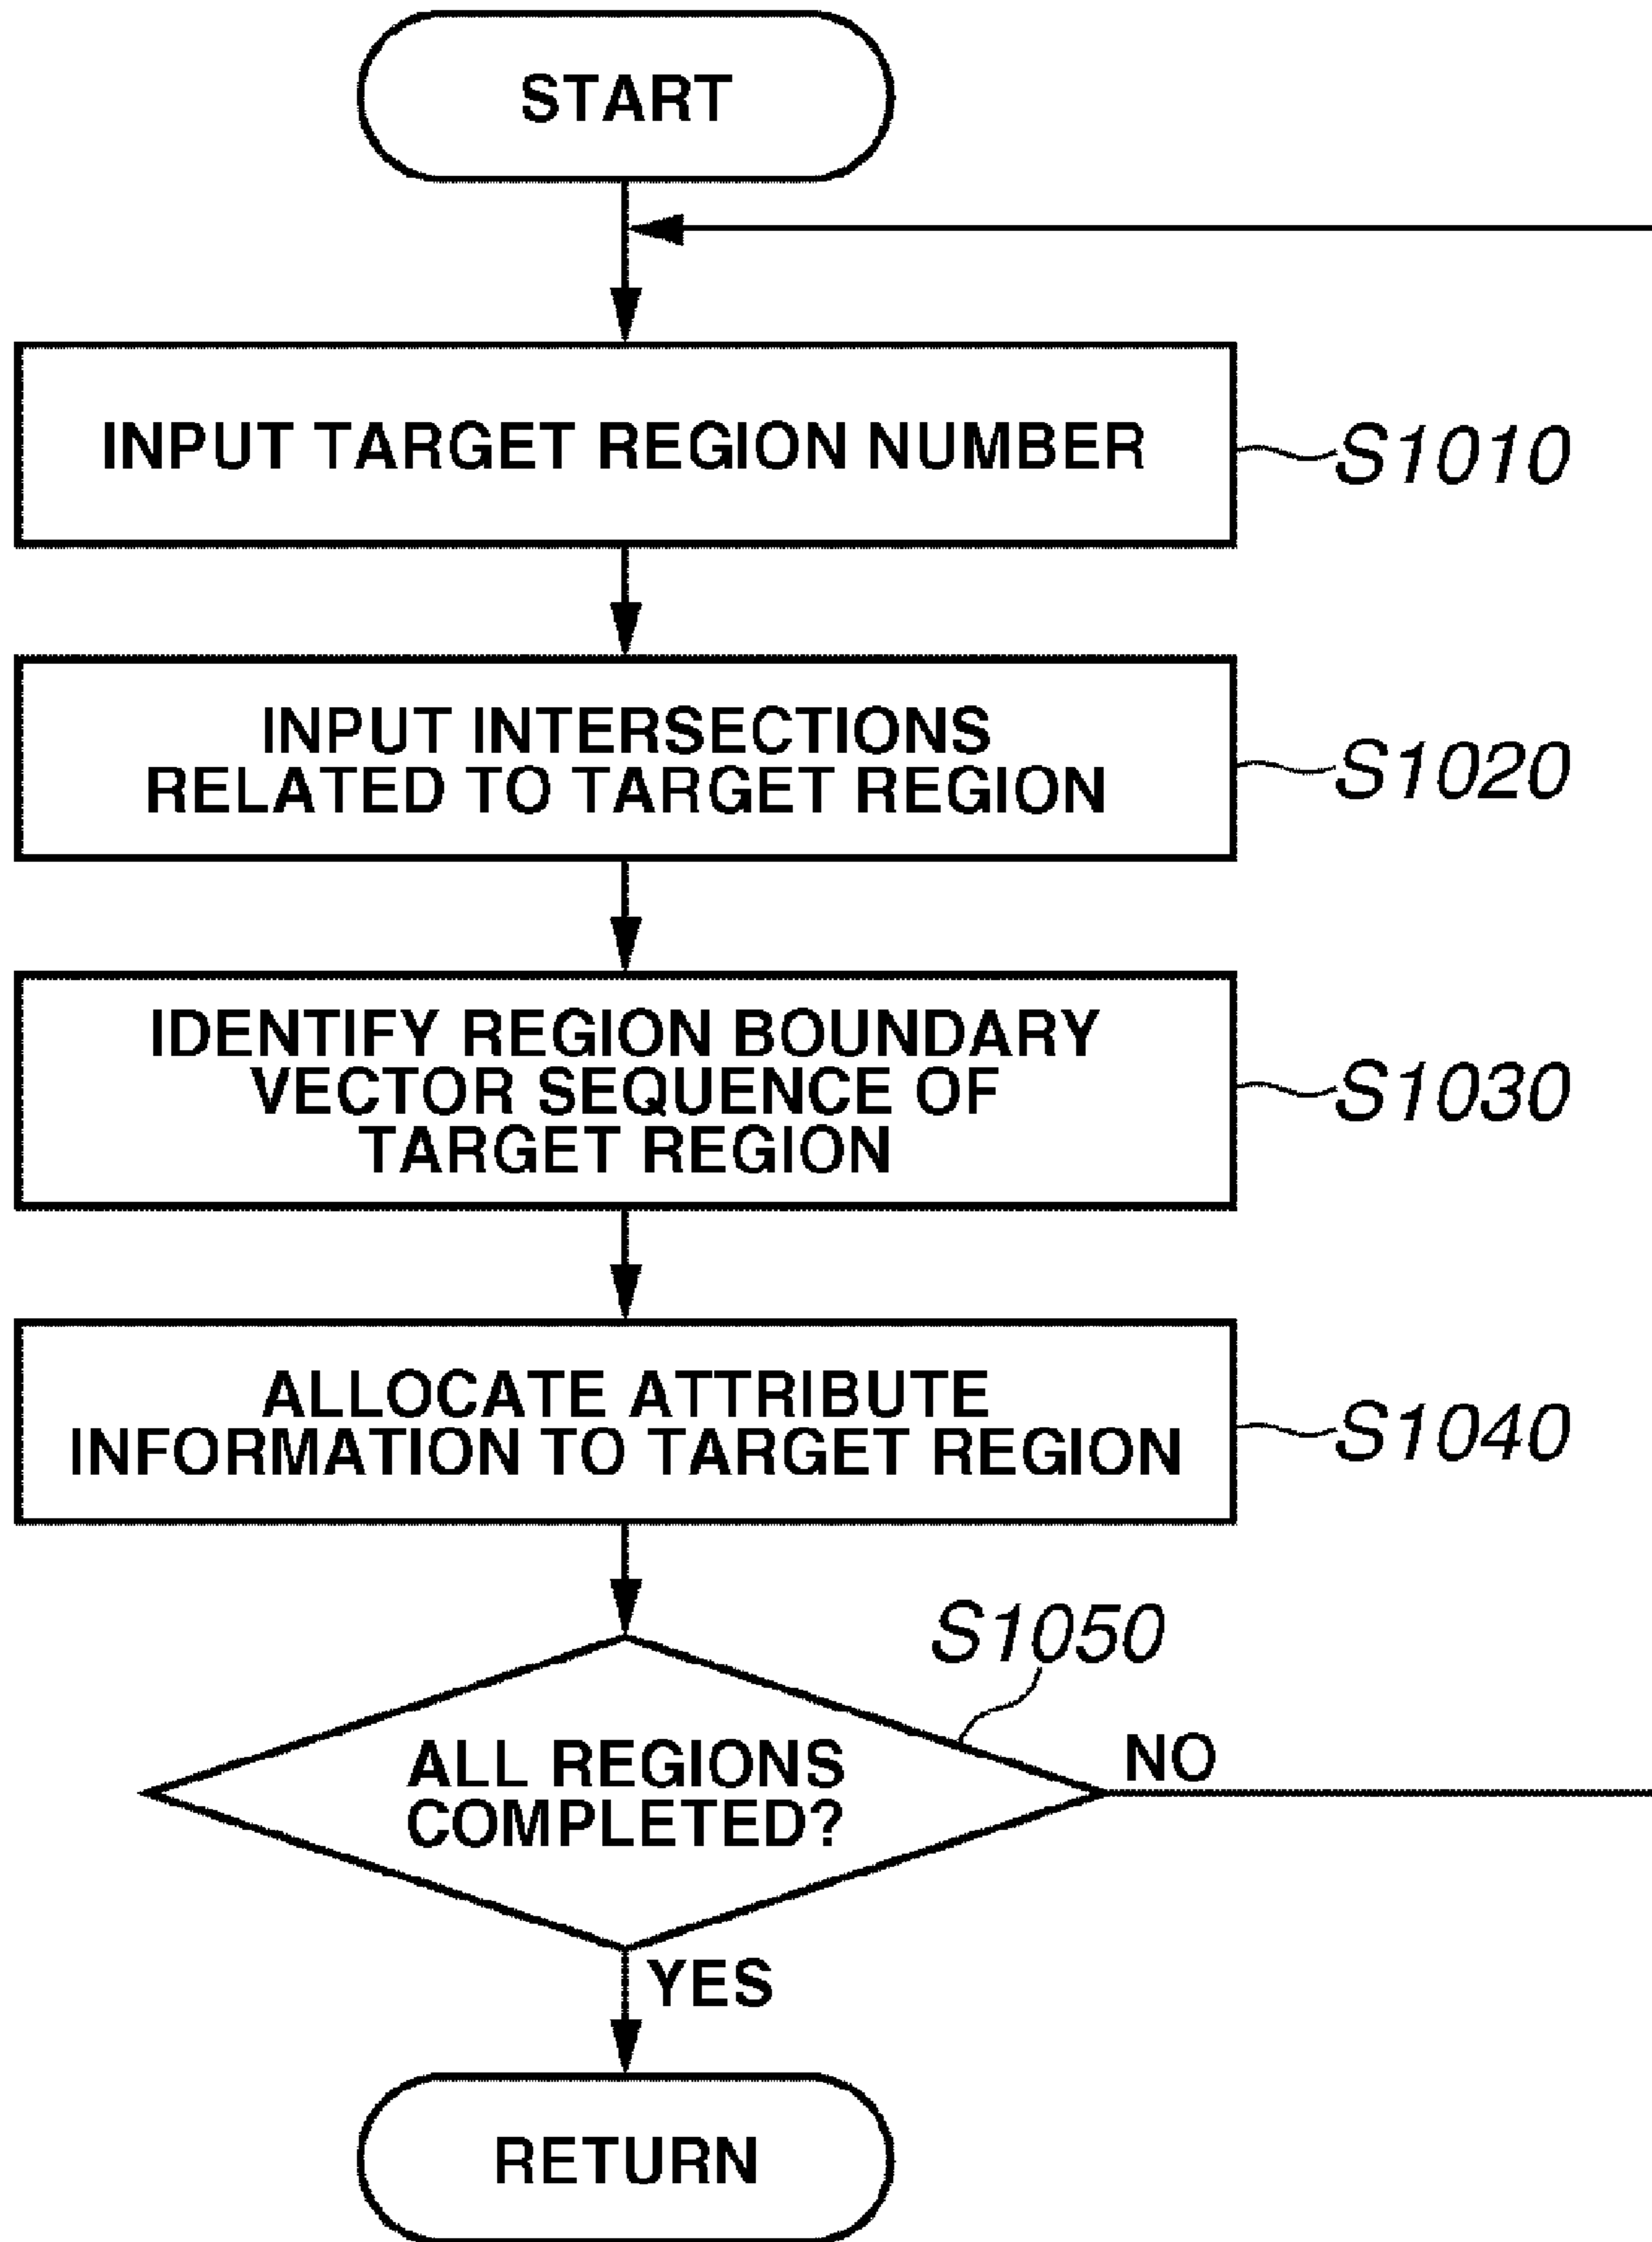 START
INPUT TARGET REGION NUMBER
S1010
INPUT INTERSECTIONS
RELATED TO TARGET REGION
S1020
IDENTIFY REGION BOUNDARY
VECTOR SEQUENCE OF
TARGET REGION
S1030
ALLOCATE ATTRIBUTE
INFORMATION TO TARGET REGION
S1040
S1050
ALL REGIONS
COMPLETED?
NO
YES
RETURN